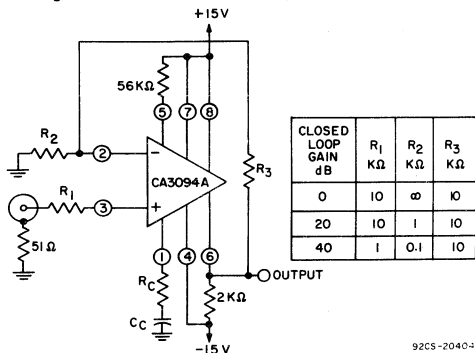 +15V
56KΩ
5
7
8
R2
2
−
R3
CA3094A
R1
3
+
51Ω
1
4
6
OUTPUT
RC
2KΩ
CC
−15V
CLOSED LOOP GAIN dB
R1 KΩ
R2 KΩ
R3 KΩ
0 10 ∞ 10
20 10 1 10
40 1 0.1 10